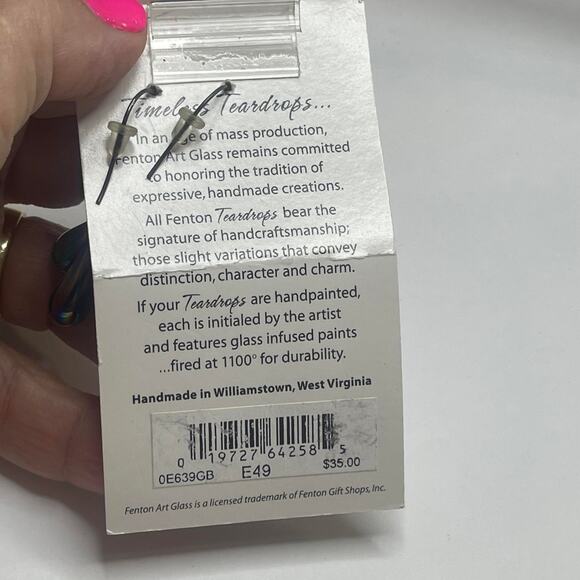 Timeless Teardrops...
In an age of mass production,
Fenton Art Glass remains committed
to honoring the tradition of
expressive, handmade creations.
All Fenton Teardrops bear the
signature of handcraftsmanship;
those slight variations that convey
distinction, character and charm.
If your Teardrops are handpainted,
each is initialed by the artist
and features glass infused paints
...fired at 1100° for durability.
Handmade in Williamstown, West Virginia
0 19727 64258 5
0E639GB E49 $35.00
Fenton Art Glass is a licensed trademark of Fenton Gift Shops, Inc.